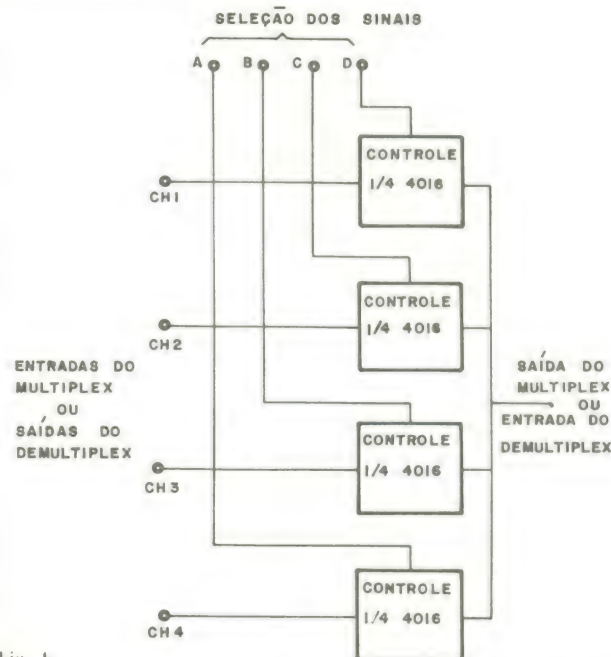 SELEÇÃO DOS SINAIS
A B C D
CONTROLE
1/4 4016
CH1
CONTROLE
1/4 4016
CH2
ENTRADAS DO
MULTIPLEX
OU
SAÍDAS DO
DEMULTIPLEX
SAÍDA DO
MULTIPLEX
OU
ENTRADA DO
DEMULTIPLEX
CONTROLE
1/4 4016
CH3
CONTROLE
1/4 4016
CH4